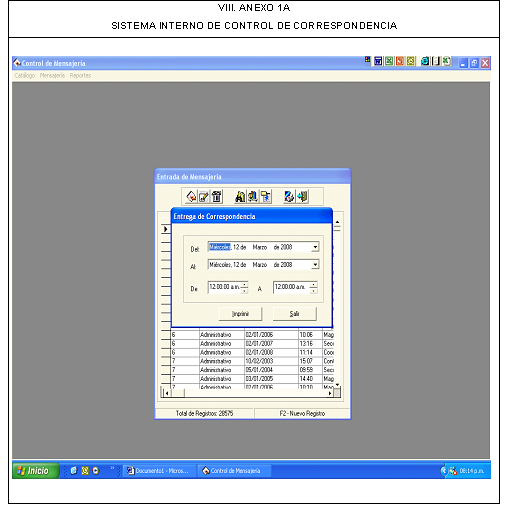 VIII. ANEXO 1A
SISTEMA INTERNO DE CONTROL DE CORRESPONDENCIA
Control de Mensajería
Catálogo Mensajería Reportes
Entrada de Mensajería
Entrega de Correspondencia
Del: Miércoles, 12 de Marzo de 2008
Al: Miércoles, 12 de Marzo de 2008
De 12:00:00 a.m. A 12:00:00 a.m.
Imprimir Salir
6 Administrativo 02/01/2006 10:06 Mag
6 Administrativo 02/01/2007 13:16 Secr
6 Administrativo 02/01/2008 11:14 Coor
7 Administrativo 10/02/2003 15:07 Cont
7 Administrativo 05/01/2004 09:59 Secr
7 Administrativo 03/01/2005 14:40 Mag
7 Administrativo 02/01/2006 10:10 Mag
Total de Registros: 28575 F2 - Nuevo Registro
Inicio Documento1 - Micros... Control de Mensajería 08:14 p.m.